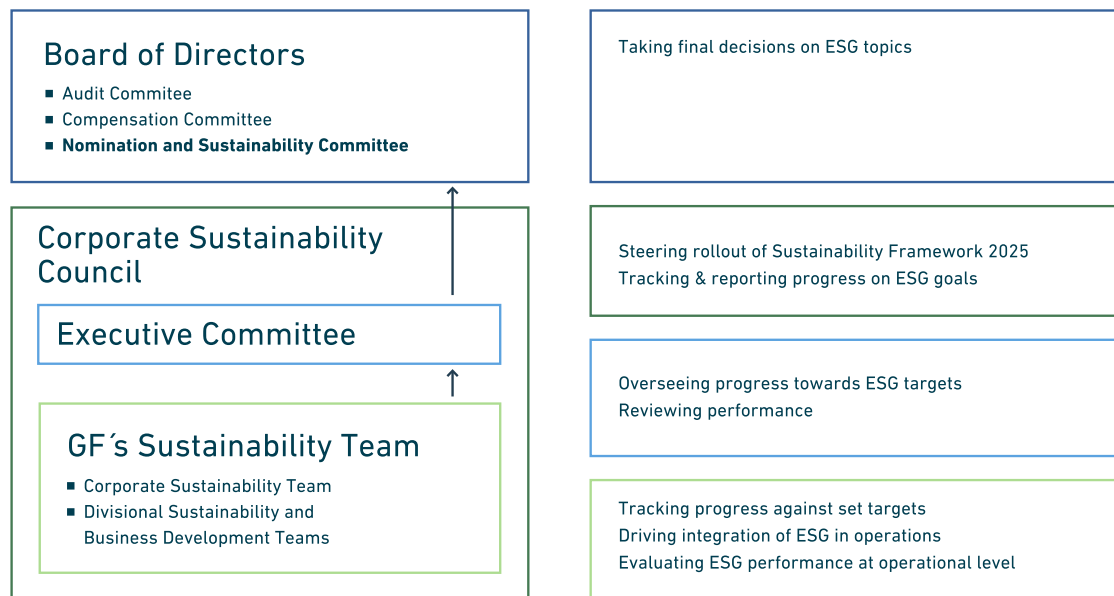 Board of Directors
▪ Audit Commitee
▪ Compensation Committee
▪ Nomination and Sustainability Committee
Taking final decisions on ESG topics
Corporate Sustainability
Council
Steering rollout of Sustainability Framework 2025
Tracking & reporting progress on ESG goals
Executive Committee
Overseeing progress towards ESG targets
Reviewing performance
GF´s Sustainability Team
▪ Corporate Sustainability Team
▪ Divisional Sustainability and
Business Development Teams
Tracking progress against set targets
Driving integration of ESG in operations
Evaluating ESG performance at operational level